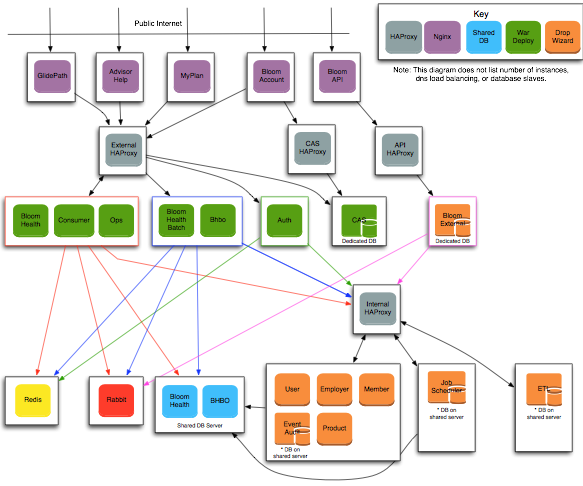 Public Internet
Key
HAProxy
Nginx
Shared
DB
War
Deploy
Drop
Wizard
Note: This diagram does not list number of instances,
dns load balancing, or database slaves.
GlidePath
Advisor
Help
MyPlan
Bloom
Account
Bloom
API
External
HAProxy
CAS
HAProxy
API
HAProxy
Bloom
Health
Consumer
Ops
Bloom
Health
Batch
Bhbo
Auth
CAS
Dedicated DB
Bloom
External
Dedicated DB
Internal
HAProxy
Redis
Rabbit
Bloom
Health
BHBO
Shared DB Server
User
Employer
Member
Event
Audit
Product
* DB on
shared server
Job
Scheduler
* DB on
shared server
ETL
* DB on
shared server